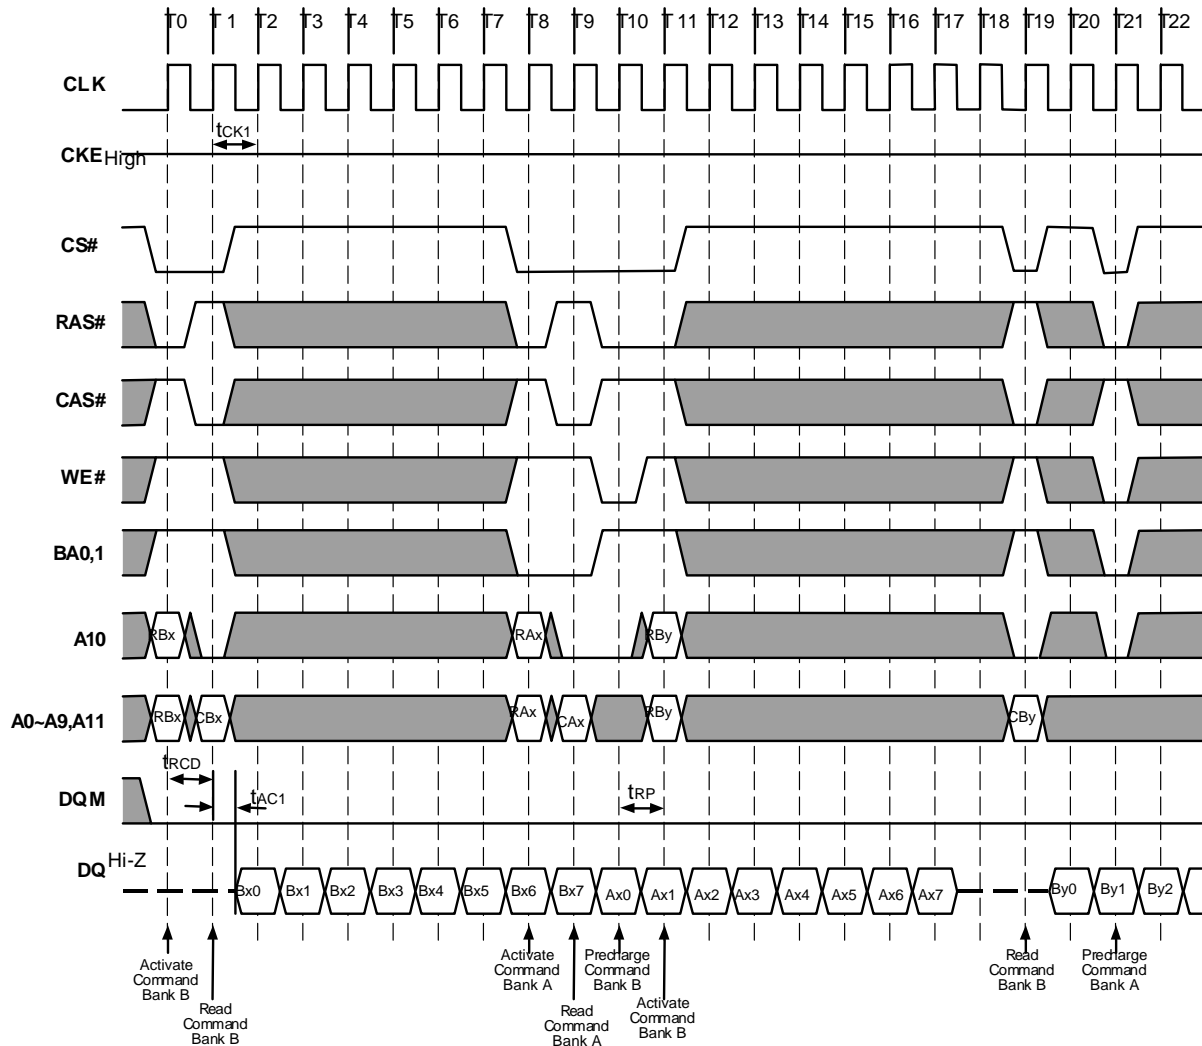 T0 T 1 T2 T3 T4 T5 T6 T7 T8 T9 T10 T 11 T12 T13 T14 T15 T16 T17 T18 T19 T20 T21 T22
CLK
tCK1
CKE High
CS#
RAS#
CAS#
WE#
BA0,1
A10 RBx RAx RBy
A0~A9,A11 RBx CBx RAx CAx RBy CBy
tRCD
DQM tAC1 tRP
DQ Hi-Z
Bx0 Bx1 Bx2 Bx3 Bx4 Bx5 Bx6 Bx7 Ax0 Ax1 Ax2 Ax3 Ax4 Ax5 Ax6 Ax7 By0 By1 By2
Activate
Command
Bank B
Read
Command
Bank B
Activate
Command
Bank A
Read
Command
Bank A
Precharge
Command
Bank B
Activate
Command
Bank B
Read
Command
Bank B
Precharge
Command
Bank A